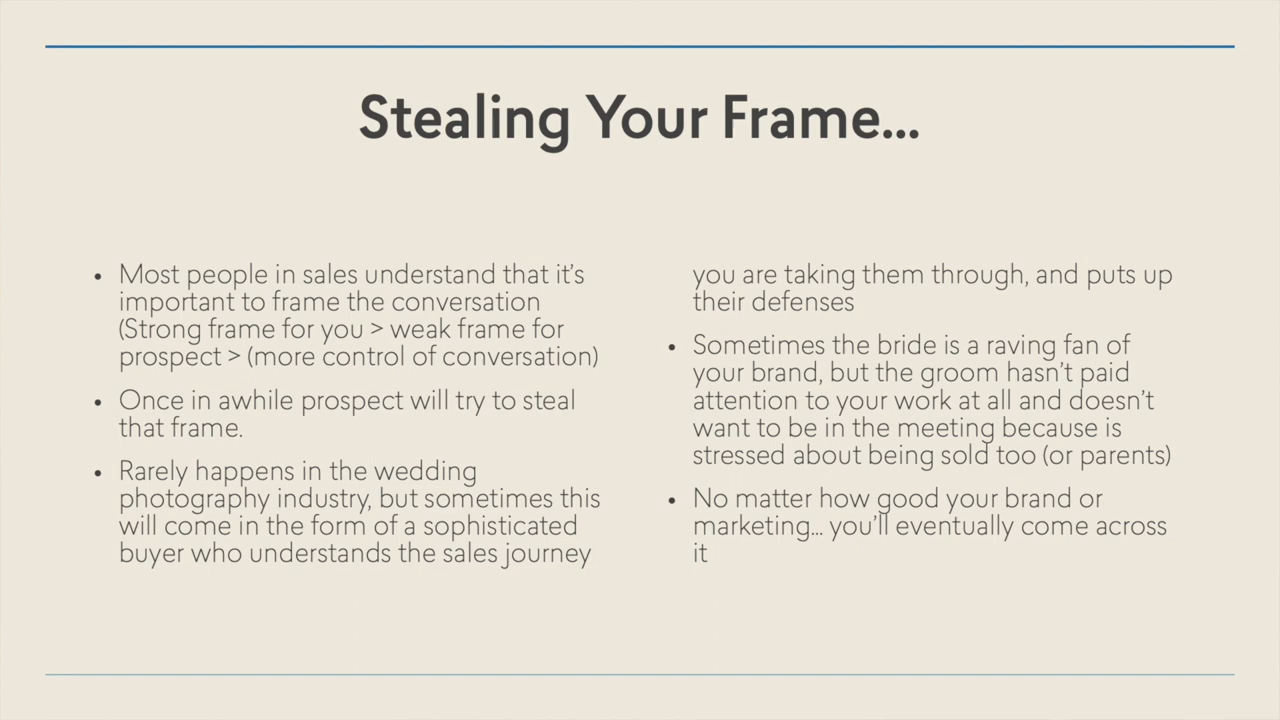 Stealing Your Frame...
• Most people in sales understand that it's
important to frame the conversation
(Strong frame for you > weak frame for
prospect > (more control of conversation)
• Once in awhile prospect will try to steal
that frame.
• Rarely happens in the wedding
photography industry, but sometimes this
will come in the form of a sophisticated
buyer who understands the sales journey
you are taking them through, and puts up
their defenses
• Sometimes the bride is a raving fan of
your brand, but the groom hasn't paid
attention to your work at all and doesn't
want to be in the meeting because is
stressed about being sold too (or parents)
• No matter how good your brand or
marketing... you'll eventually come across
it